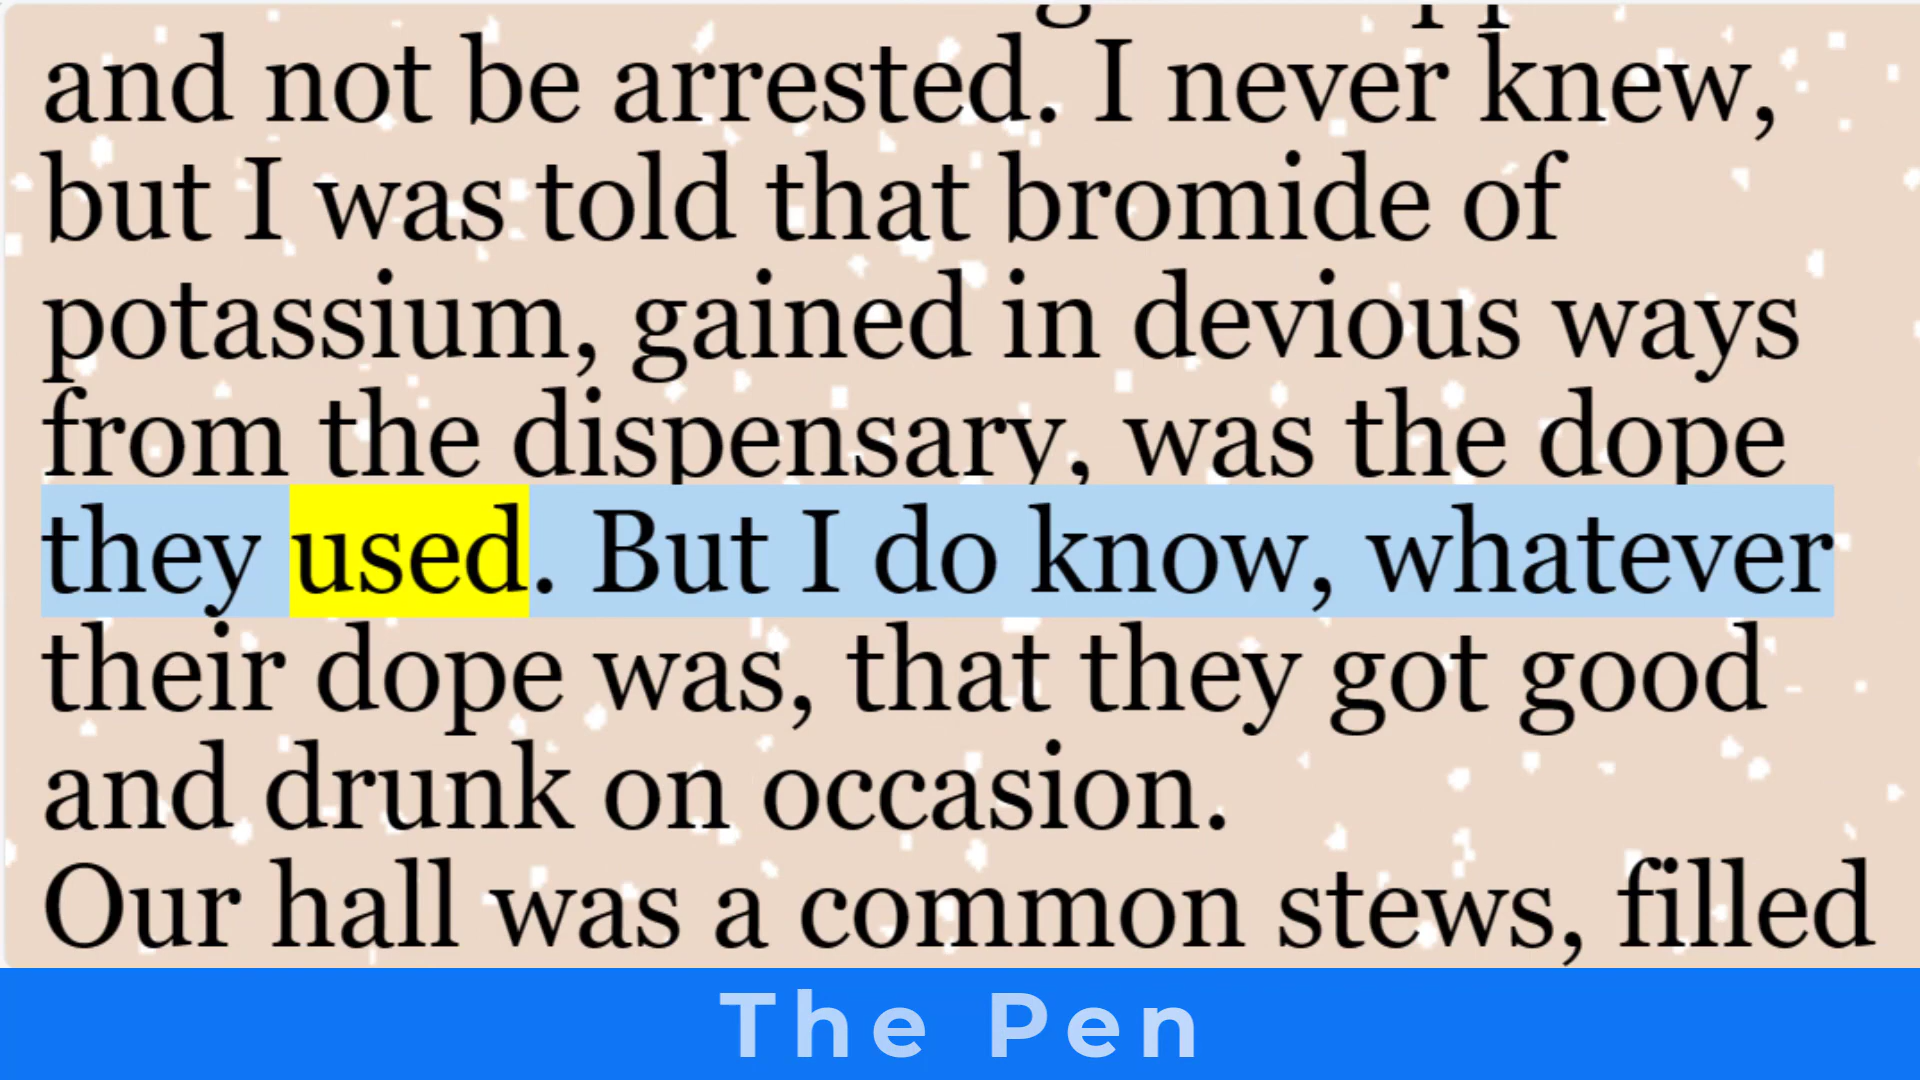 and not be arrested. I never knew,
but I was told that bromide of
potassium, gained in devious ways
from the dispensary, was the dope
they used. But I do know, whatever
their dope was, that they got good
and drunk on occasion.
Our hall was a common stews, filled
The Pen